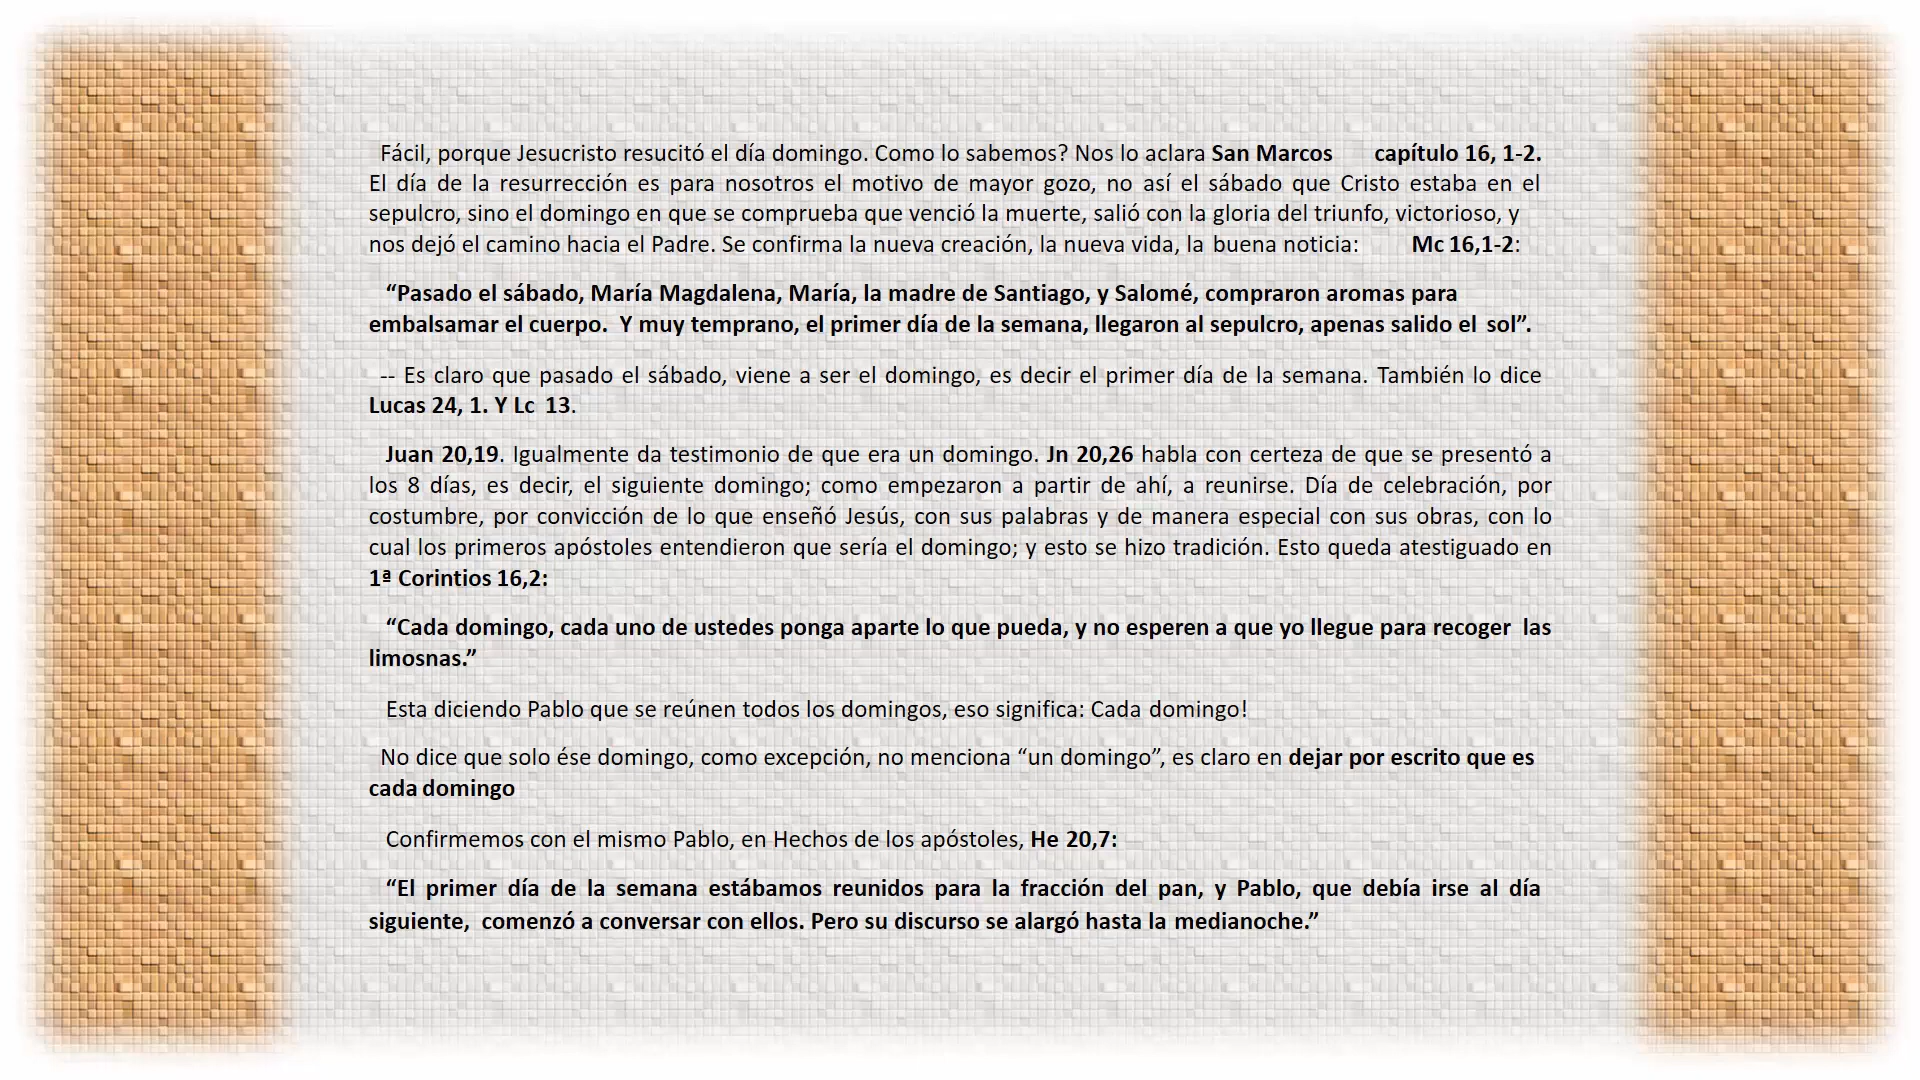 Fácil, porque Jesucristo resucitó el día domingo. Como lo sabemos? Nos lo aclara San Marcos capítulo 16, 1-2.
El día de la resurrección es para nosotros el motivo de mayor gozo, no así el sábado que Cristo estaba en el
sepulcro, sino el domingo en que se comprueba que venció la muerte, salió con la gloria del triunfo, victorioso, y
nos dejó el camino hacia el Padre. Se confirma la nueva creación, la nueva vida, la buena noticia: Mc 16,1-2:
“Pasado el sábado, María Magdalena, María, la madre de Santiago, y Salomé, compraron aromas para
embalsamar el cuerpo. Y muy temprano, el primer día de la semana, llegaron al sepulcro, apenas salido el sol”.
-- Es claro que pasado el sábado, viene a ser el domingo, es decir el primer día de la semana. También lo dice
Lucas 24, 1. Y Lc 13.
Juan 20,19. Igualmente da testimonio de que era un domingo. Jn 20,26 habla con certeza de que se presentó a
los 8 días, es decir, el siguiente domingo; como empezaron a partir de ahí, a reunirse. Día de celebración, por
costumbre, por convicción de lo que enseñó Jesús, con sus palabras y de manera especial con sus obras, con lo
cual los primeros apóstoles entendieron que sería el domingo; y esto se hizo tradición. Esto queda atestiguado en
1ª Corintios 16,2:
“Cada domingo, cada uno de ustedes ponga aparte lo que pueda, y no esperen a que yo llegue para recoger las
limosnas.”
Esta diciendo Pablo que se reúnen todos los domingos, eso significa: Cada domingo!
No dice que solo ése domingo, como excepción, no menciona “un domingo”, es claro en dejar por escrito que es
cada domingo
Confirmemos con el mismo Pablo, en Hechos de los apóstoles, He 20,7:
“El primer día de la semana estábamos reunidos para la fracción del pan, y Pablo, que debía irse al día
siguiente, comenzó a conversar con ellos. Pero su discurso se alargó hasta la medianoche.”